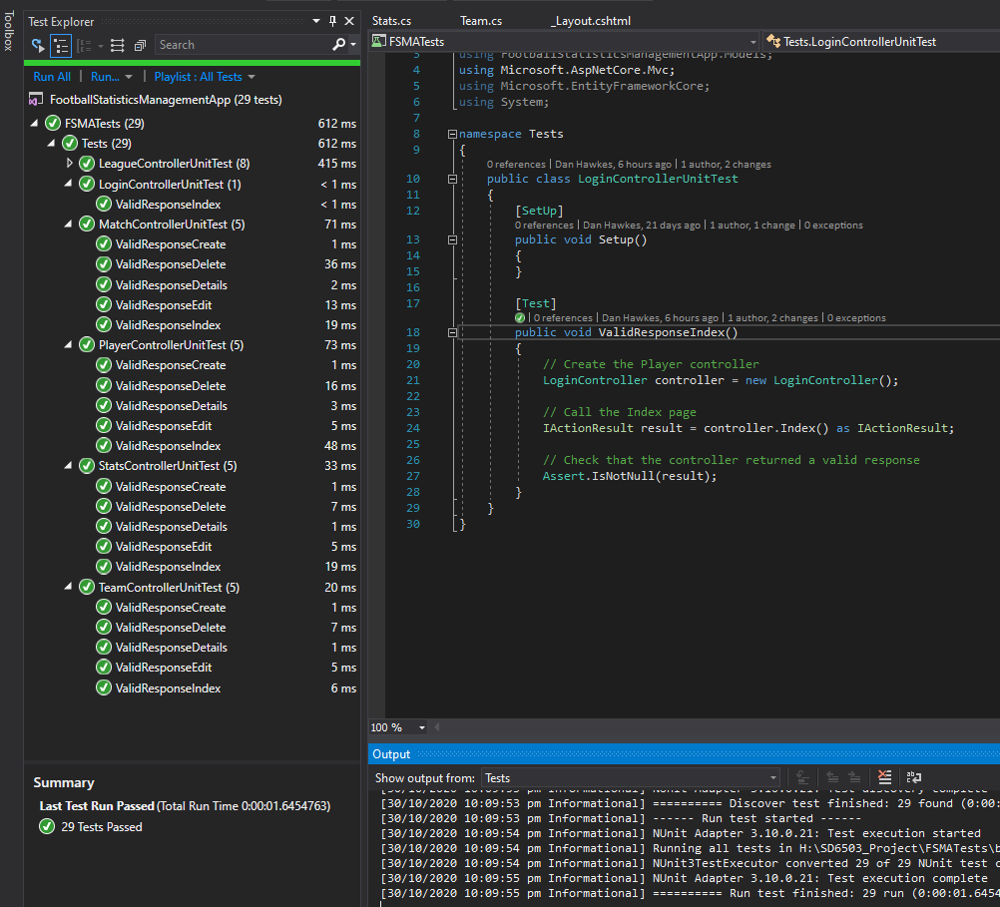 Toolbox
Test Explorer
Search
Run All | Run... | Playlist : All Tests
FootballStatisticsManagementApp (29 tests)
FSMATests (29) 612 ms
Tests (29) 612 ms
LeagueControllerUnitTest (8) 415 ms
LoginControllerUnitTest (1) < 1 ms
ValidResponseIndex < 1 ms
MatchControllerUnitTest (5) 71 ms
ValidResponseCreate 1 ms
ValidResponseDelete 36 ms
ValidResponseDetails 2 ms
ValidResponseEdit 13 ms
ValidResponseIndex 19 ms
PlayerControllerUnitTest (5) 73 ms
ValidResponseCreate 1 ms
ValidResponseDelete 16 ms
ValidResponseDetails 3 ms
ValidResponseEdit 5 ms
ValidResponseIndex 48 ms
StatsControllerUnitTest (5) 33 ms
ValidResponseCreate 1 ms
ValidResponseDelete 7 ms
ValidResponseDetails 1 ms
ValidResponseEdit 5 ms
ValidResponseIndex 19 ms
TeamControllerUnitTest (5) 20 ms
ValidResponseCreate 1 ms
ValidResponseDelete 7 ms
ValidResponseDetails 1 ms
ValidResponseEdit 5 ms
ValidResponseIndex 6 ms
Summary
Last Test Run Passed (Total Run Time 0:00:01.6454763)
29 Tests Passed
Stats.cs Team.cs _Layout.cshtml
FSMATests Tests.LoginControllerUnitTest
3 using FootballStatisticsManagementApp.Models;
4 using Microsoft.AspNetCore.Mvc;
5 using Microsoft.EntityFrameworkCore;
6 using System;
7
8 namespace Tests
9 {
0 references | Dan Hawkes, 6 hours ago | 1 author, 2 changes
10 public class LoginControllerUnitTest
11 {
12 [SetUp]
0 references | Dan Hawkes, 21 days ago | 1 author, 1 change | 0 exceptions
13 public void Setup()
14 {
15 }
16
17 [Test]
| 0 references | Dan Hawkes, 6 hours ago | 1 author, 2 changes | 0 exceptions
18 public void ValidResponseIndex()
19 {
20 // Create the Player controller
21 LoginController controller = new LoginController();
22
23 // Call the Index page
24 IActionResult result = controller.Index() as IActionResult;
25
26 // Check that the controller returned a valid response
27 Assert.IsNotNull(result);
28 }
29 }
30 }
100 %
Output
Show output from: Tests
[30/10/2020 10:09:53 pm Informational] NUnit Adapter 3.10.0.21: Test discovery complete
[30/10/2020 10:09:53 pm Informational] ========== Discover test finished: 29 found (0:00:
[30/10/2020 10:09:53 pm Informational] ------ Run test started ------
[30/10/2020 10:09:54 pm Informational] NUnit Adapter 3.10.0.21: Test execution started
[30/10/2020 10:09:54 pm Informational] Running all tests in H:\SD6503_Project\FSMATests\b
[30/10/2020 10:09:54 pm Informational] NUnit3TestExecutor converted 29 of 29 NUnit test c
[30/10/2020 10:09:55 pm Informational] NUnit Adapter 3.10.0.21: Test execution complete
[30/10/2020 10:09:55 pm Informational] ========== Run test finished: 29 run (0:00:01.6454